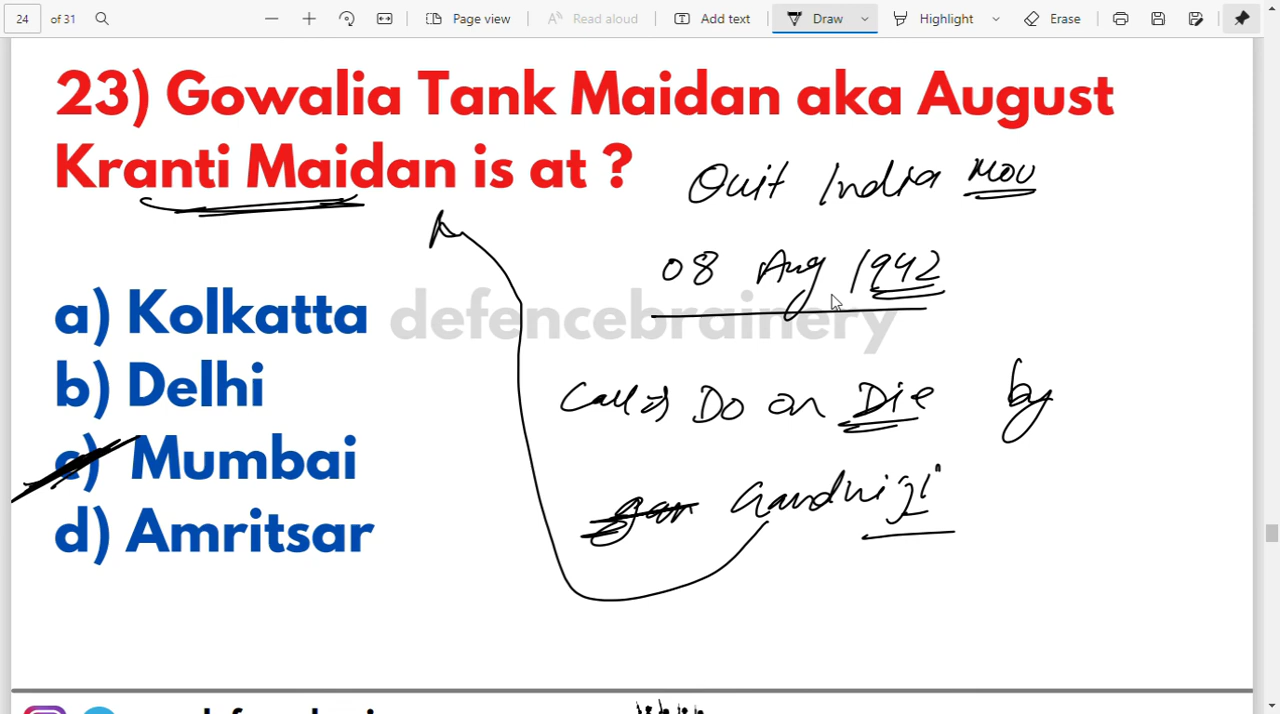 24 of 31 Page view Read aloud Add text Draw Highlight Erase
23) Gowalia Tank Maidan aka August
Kranti Maidan is at ?
Quit India Mov
08 Aug 1942
defencebrainery
a) Kolkatta
b) Delhi
c) Mumbai
d) Amritsar
Call → Do or Die by
Gandhiji